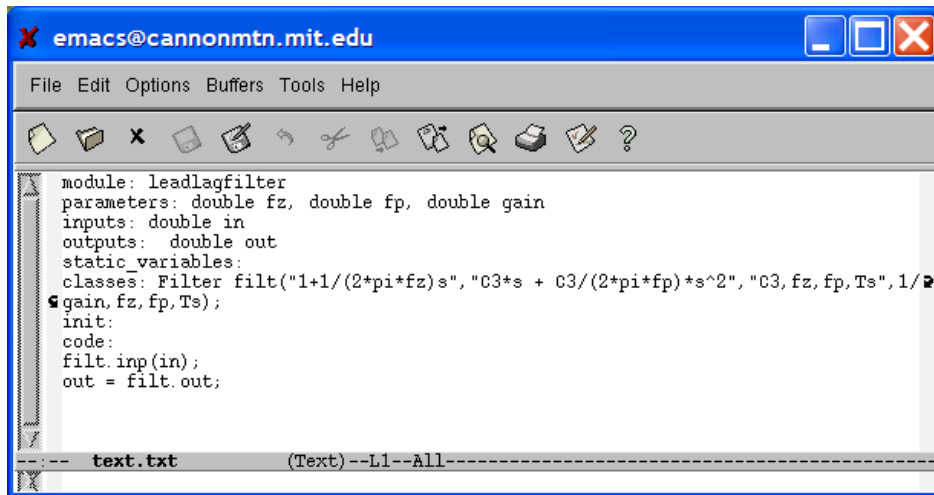 emacs@cannonmtn.mit.edu
File Edit Options Buffers Tools Help
module: leadlagfilter
parameters: double fz, double fp, double gain
inputs: double in
outputs:  double out
static_variables:
classes: Filter filt("1+1/(2*pi*fz)s","C3*s + C3/(2*pi*fp)*s^2","C3,fz,fp,Ts",1/
gain,fz,fp,Ts);
init:
code:
filt.inp(in);
out = filt.out;
--:--  text.txt          (Text)--L1--All----------------------------------------------